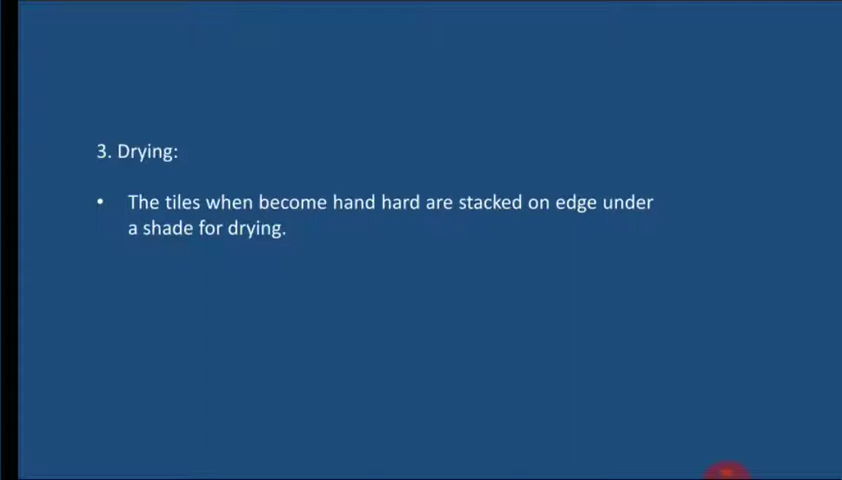 3. Drying:
• The tiles when become hand hard are stacked on edge under
a shade for drying.